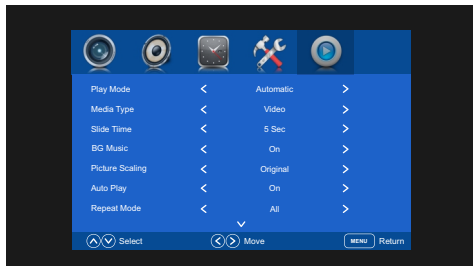 Play Mode < Automatic >
Media Type < Video >
Slide Tiime < 5 Sec >
BG Music < On >
Picture Scaling < Original >
Auto Play < On >
Repeat Mode < All >
Select Move MENU Return